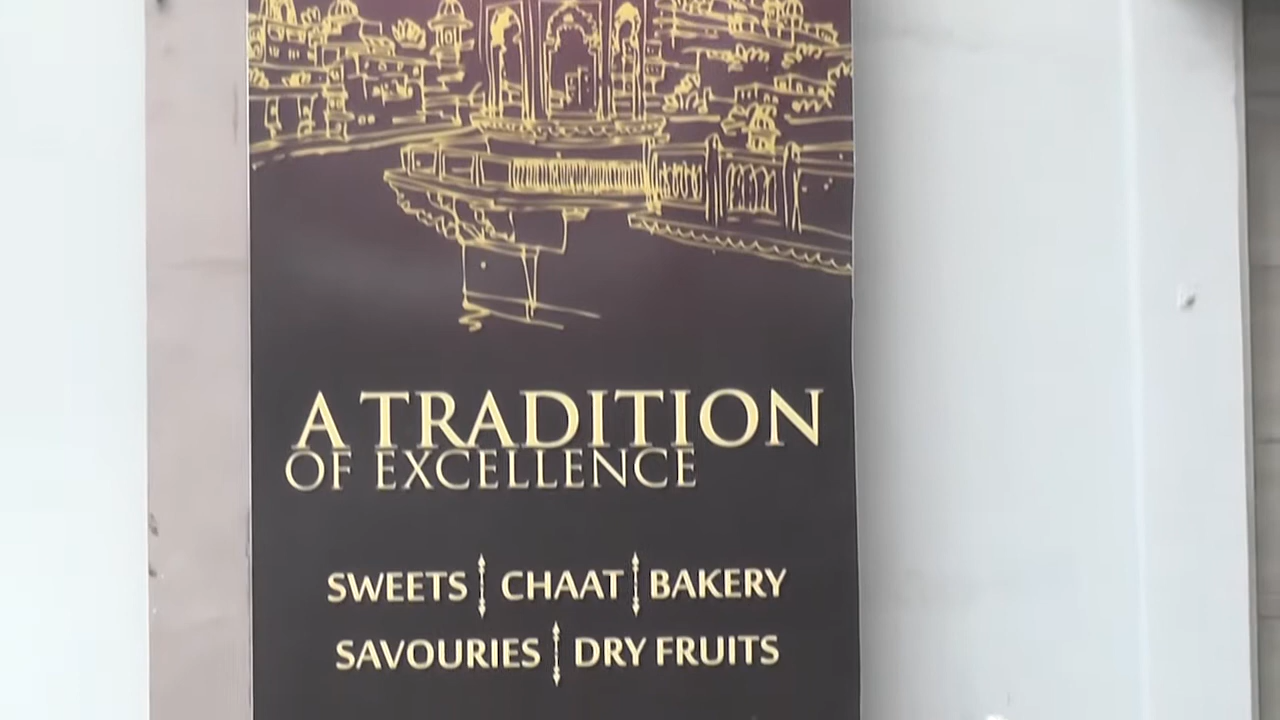 A TRADITION
OF EXCELLENCE
SWEETS CHAAT BAKERY
SAVOURIES DRY FRUITS